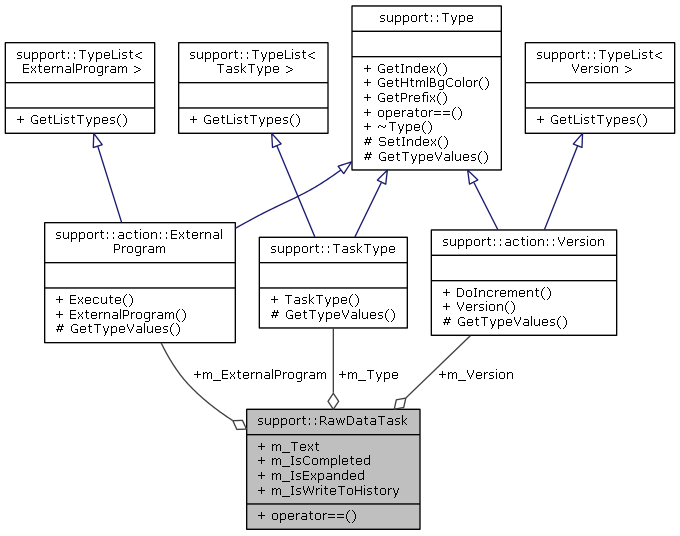 support::Type
+ GetIndex()
+ GetHtmlBgColor()
+ GetPrefix()
+ operator==()
+ ~Type()
# SetIndex()
# GetTypeValues()
support::TypeList<
ExternalProgram >
+ GetListTypes()
support::TypeList<
TaskType >
+ GetListTypes()
support::TypeList<
Version >
+ GetListTypes()
support::action::External
Program
+ Execute()
+ ExternalProgram()
# GetTypeValues()
support::TaskType
+ TaskType()
# GetTypeValues()
support::action::Version
+ DoIncrement()
+ Version()
# GetTypeValues()
+m_ExternalProgram
+m_Type
+m_Version
support::RawDataTask
+ m_Text
+ m_IsCompleted
+ m_IsExpanded
+ m_IsWriteToHistory
+ operator==()